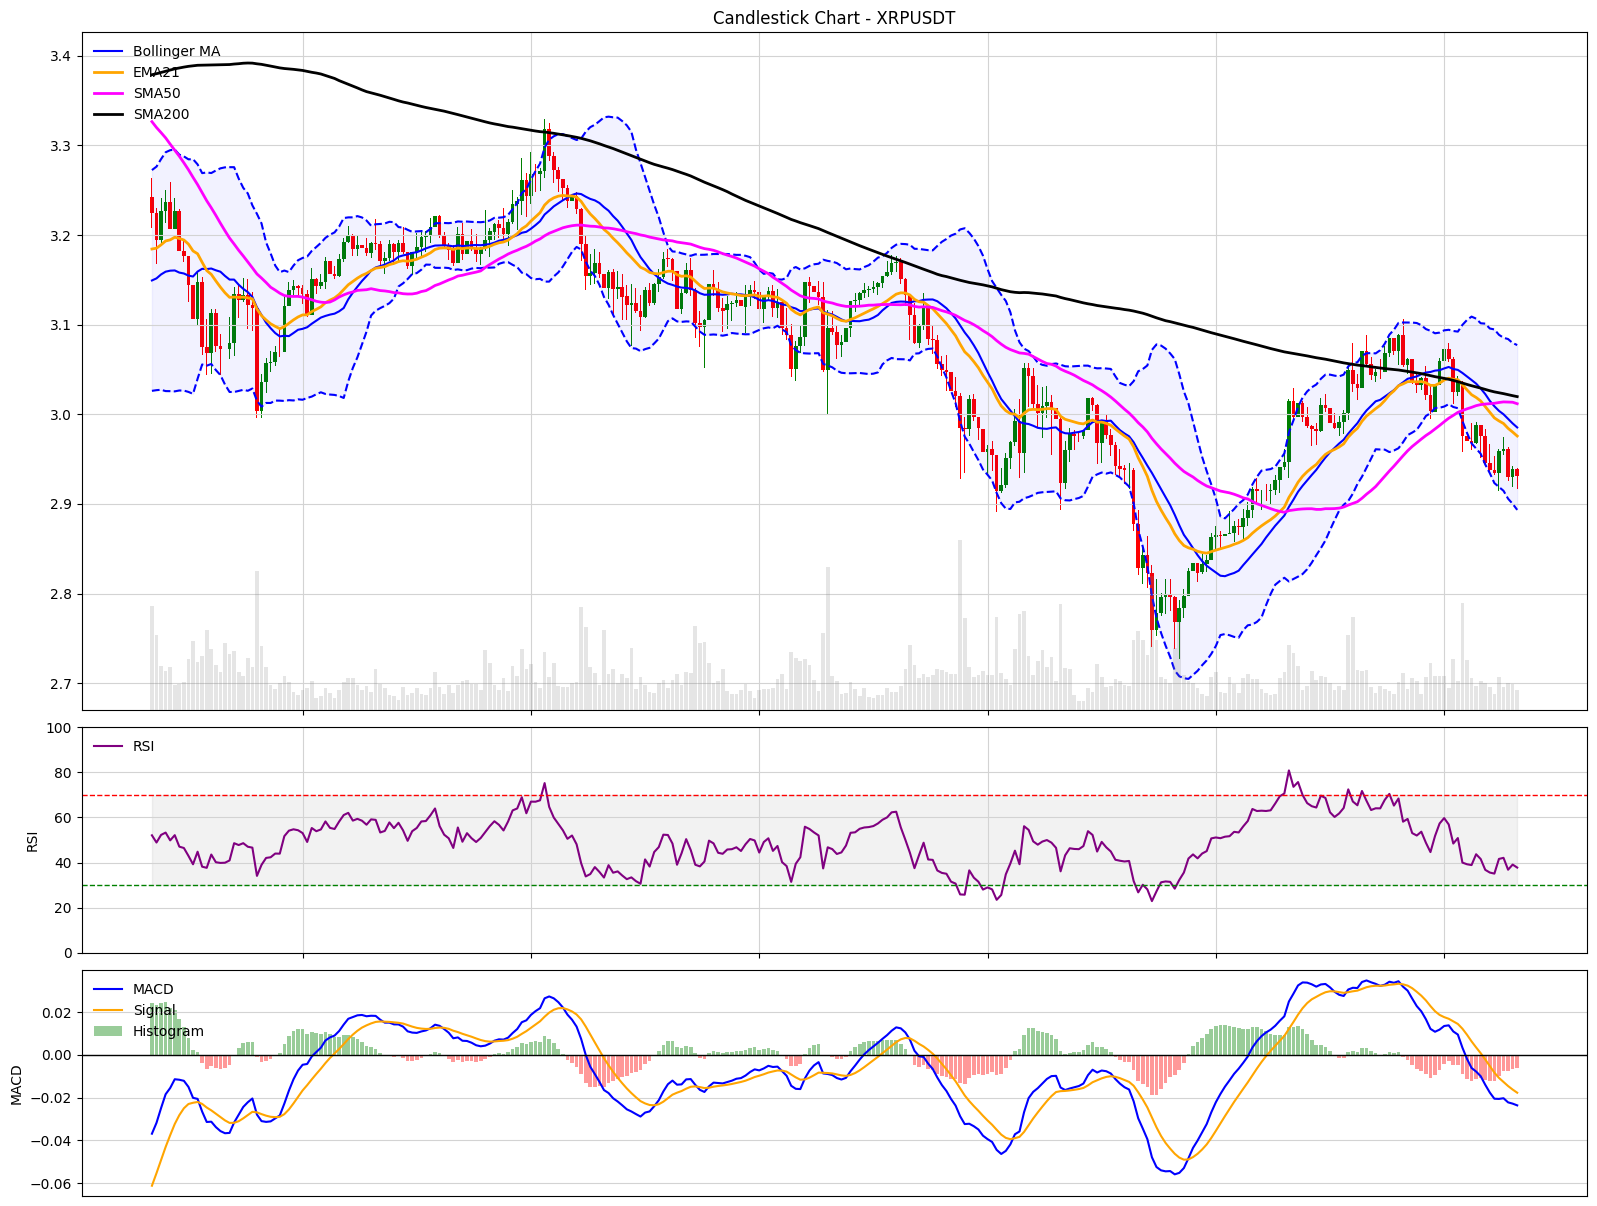 Candlestick Chart - XRPUSDT
Bollinger MA
EMA21
SMA50
SMA200
3.4
3.3
3.2
3.1
3.0
2.9
2.8
2.7
RSI
RSI
100
80
60
40
20
0
MACD
Signal
Histogram
MACD
0.02
0.00
−0.02
−0.04
−0.06